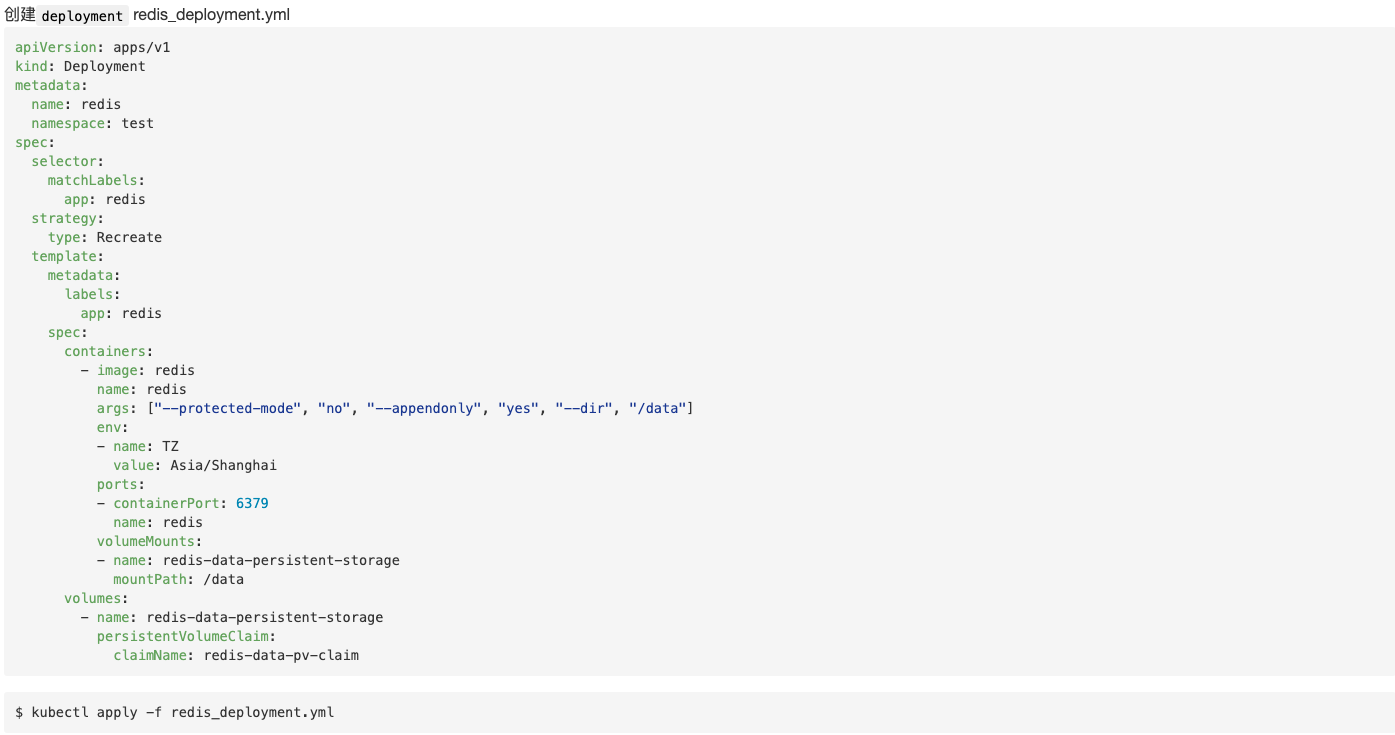 创建 deployment redis_deployment.yml
apiVersion: apps/v1
kind: Deployment
metadata:
  name: redis
  namespace: test
spec:
  selector:
    matchLabels:
      app: redis
  strategy:
    type: Recreate
  template:
    metadata:
      labels:
        app: redis
    spec:
      containers:
        - image: redis
          name: redis
          args: ["--protected-mode", "no", "--appendonly", "yes", "--dir", "/data"]
          env:
          - name: TZ
            value: Asia/Shanghai
          ports:
          - containerPort: 6379
            name: redis
          volumeMounts:
          - name: redis-data-persistent-storage
            mountPath: /data
      volumes:
        - name: redis-data-persistent-storage
          persistentVolumeClaim:
            claimName: redis-data-pv-claim
$ kubectl apply -f redis_deployment.yml